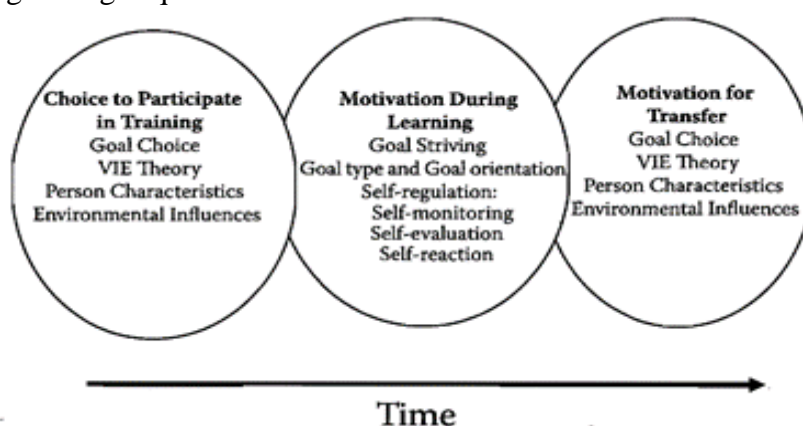 Choice to Participate
in Training
Goal Choice
VIE Theory
Person Characteristics
Environmental Influences
Motivation During
Learning
Goal Striving
Goal type and Goal orientation
Self-regulation:
Self-monitoring
Self-evaluation
Self-reaction
Motivation for
Transfer
Goal Choice
VIE Theory
Person Characteristics
Environmental Influences
Time